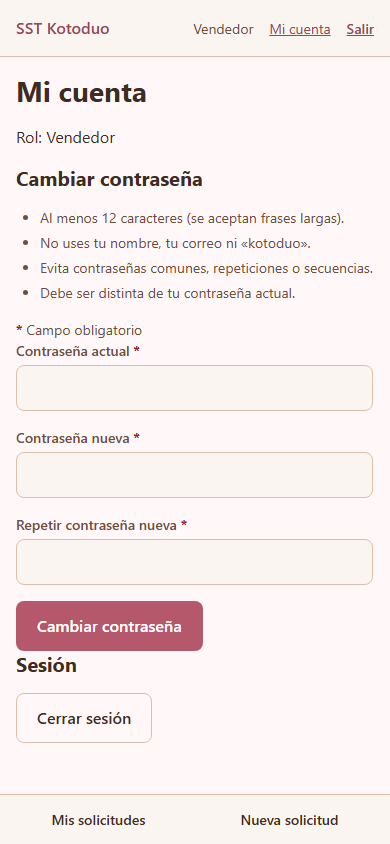 SST Kotoduo
Vendedor Mi cuenta Salir
Mi cuenta
Rol: Vendedor
Cambiar contraseña
• Al menos 12 caracteres (se aceptan frases largas).
• No uses tu nombre, tu correo ni «kotoduo».
• Evita contraseñas comunes, repeticiones o secuencias.
• Debe ser distinta de tu contraseña actual.
* Campo obligatorio
Contraseña actual *
Contraseña nueva *
Repetir contraseña nueva *
Cambiar contraseña
Sesión
Cerrar sesión
Mis solicitudes Nueva solicitud